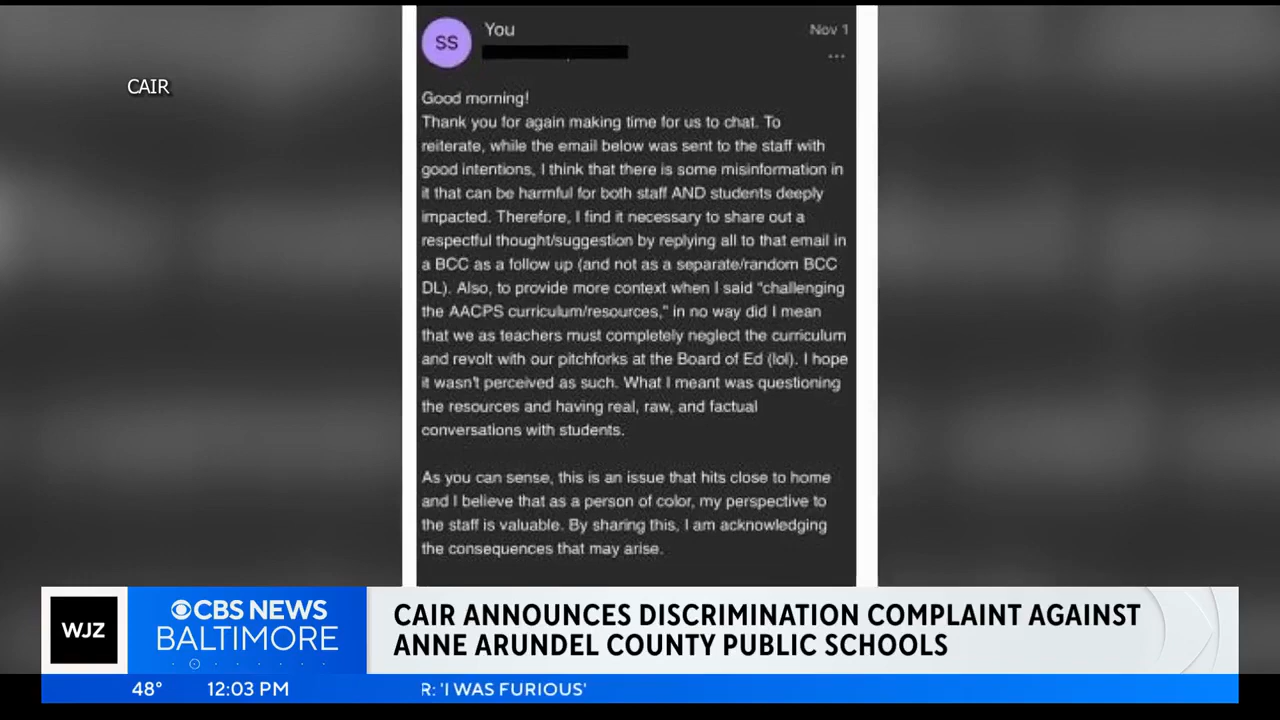 CAIR
SS
You
Nov 1
...
Good morning!
Thank you for again making time for us to chat. To
reiterate, while the email below was sent to the staff with
good intentions, I think that there is some misinformation in
it that can be harmful for both staff AND students deeply
impacted. Therefore, I find it necessary to share out a
respectful thought/suggestion by replying all to that email in
a BCC as a follow up (and not as a separate/random BCC
DL). Also, to provide more context when I said "challenging
the AACPS curriculum/resources," in no way did I mean
that we as teachers must completely neglect the curriculum
and revolt with our pitchforks at the Board of Ed (lol). I hope
it wasn't perceived as such. What I meant was questioning
the resources and having real, raw, and factual
conversations with students.
As you can sense, this is an issue that hits close to home
and I believe that as a person of color, my perspective to
the staff is valuable. By sharing this, I am acknowledging
the consequences that may arise.
WJZ
CBS NEWS
BALTIMORE
CAIR ANNOUNCES DISCRIMINATION COMPLAINT AGAINST
ANNE ARUNDEL COUNTY PUBLIC SCHOOLS
48° 12:03 PM R: 'I WAS FURIOUS'